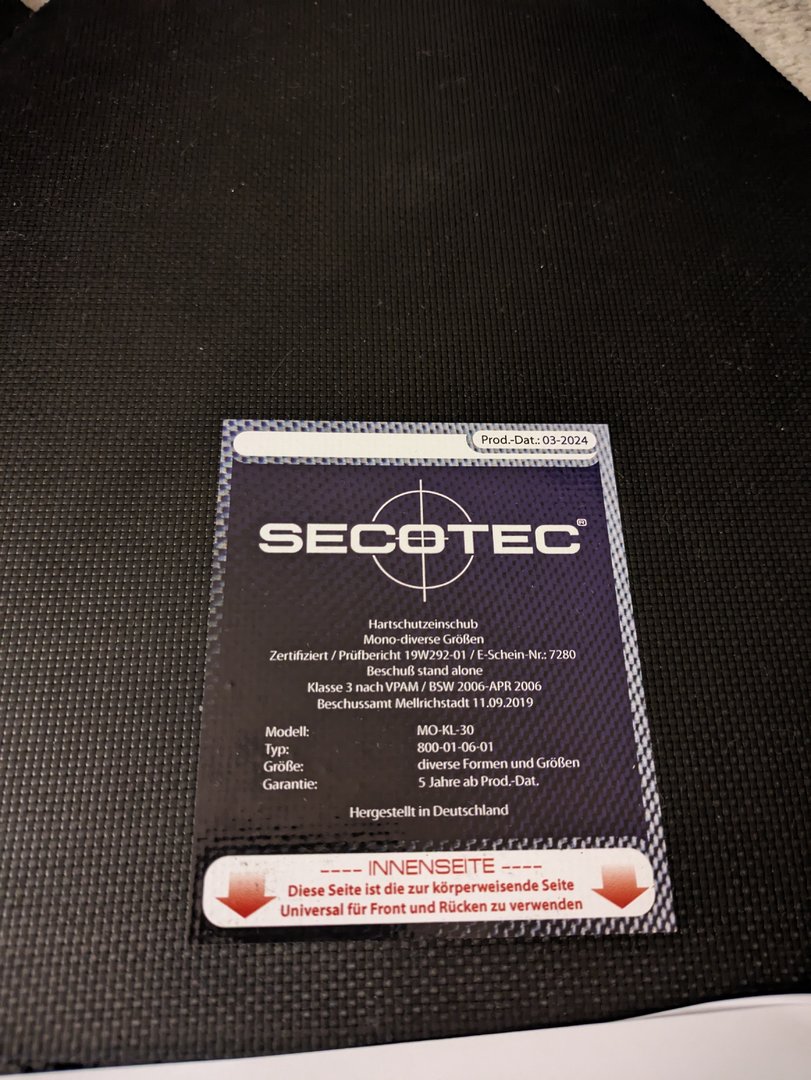 Prod.-Dat.: 03-2024
SECOTEC®
Hartschutzeinschub
Mono-diverse Größen
Zertifiziert / Prüfbericht 19W292-01 / E-Schein-Nr.: 7280
Beschuß stand alone
Klasse 3 nach VPAM / BSW 2006-APR 2006
Beschussamt Mellrichstadt 11.09.2019
Modell: MO-KL-30
Typ: 800-01-06-01
Größe: diverse Formen und Größen
Garantie: 5 Jahre ab Prod.-Dat.
Hergestellt in Deutschland
---- INNENSEITE ----
Diese Seite ist die zur körperweisende Seite
Universal für Front und Rücken zu verwenden